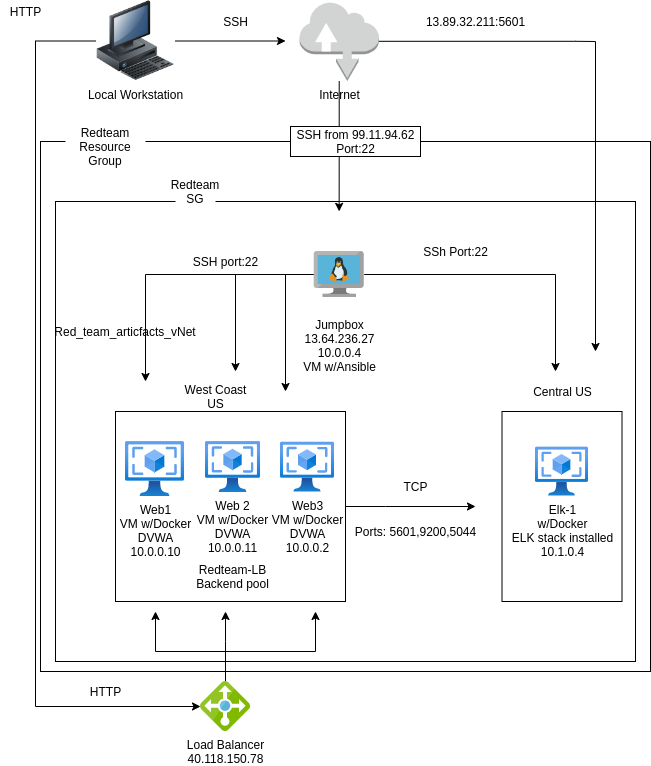 HTTP
SSH
13.89.32.211:5601
Local Workstation
Internet
Redteam
Resource
Group
SSH from 99.11.94.62
Port:22
Redteam
SG
SSH port:22
SSh Port:22
Red_team_articfacts_vNet
Jumpbox
13.64.236.27
10.0.0.4
VM w/Ansible
West Coast
US
Central US
Web1
VM w/Docker
DVWA
10.0.0.10
Web 2
VM w/Docker
DVWA
10.0.0.11
Web3
VM w/Docker
DVWA
10.0.0.2
Redteam-LB
Backend pool
TCP
Ports: 5601,9200,5044
Elk-1
w/Docker
ELK stack installed
10.1.0.4
HTTP
Load Balancer
40.118.150.78